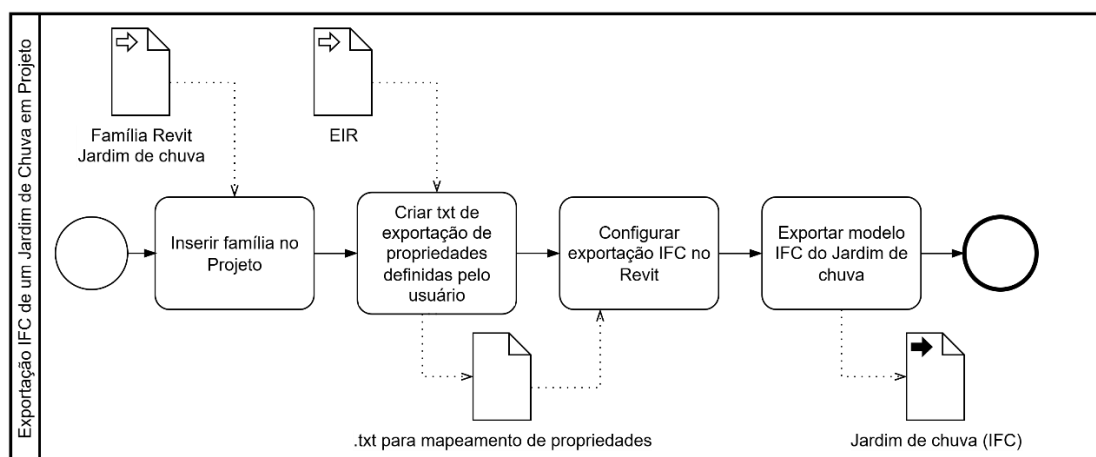 Exportação IFC de um Jardim de Chuva em Projeto
Família Revit
Jardim de chuva
EIR
Inserir família no
Projeto
Criar txt de
exportação de
propriedades
definidas pelo
usuário
Configurar
exportação IFC no
Revit
Exportar modelo
IFC do Jardim de
chuva
.txt para mapeamento de propriedades
Jardim de chuva (IFC)